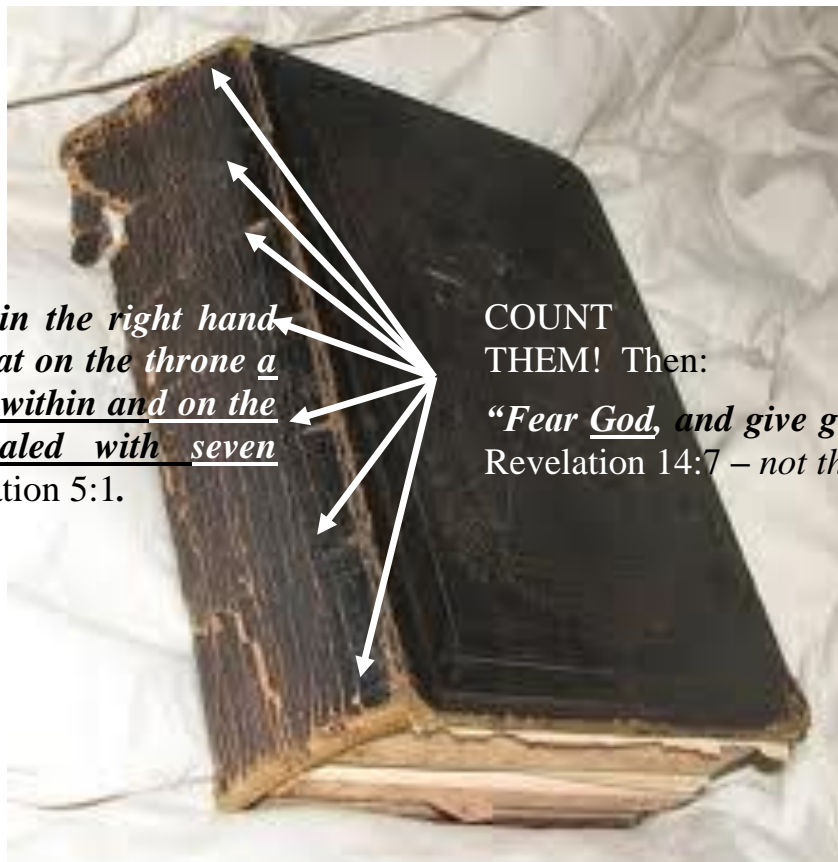 in the right hand
at on the throne a
within and on the
aled with seven
ation 5:1.
COUNT
THEM! Then:
“Fear God, and give g
Revelation 14:7 – not th